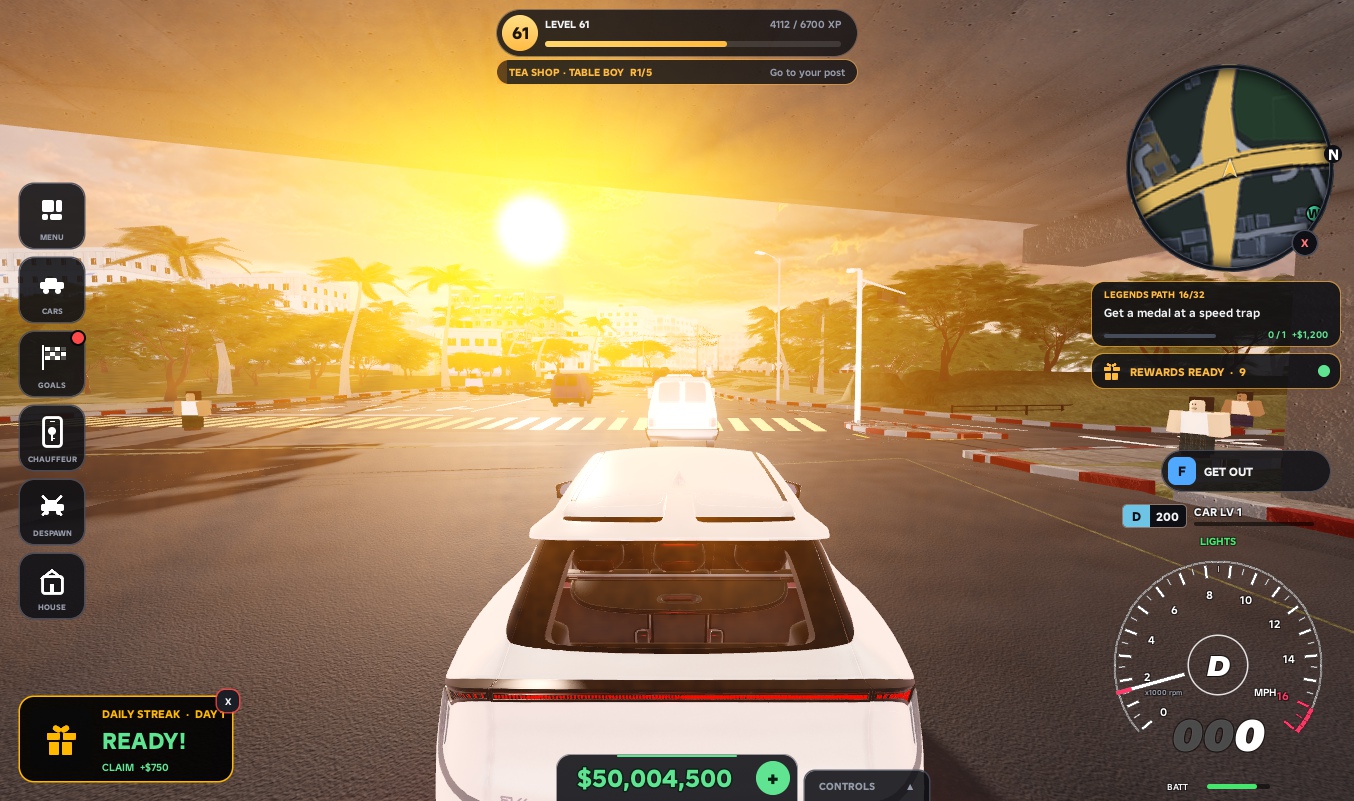 61
LEVEL 61
4112 / 6700 XP
TEA SHOP · TABLE BOY R1/5
Go to your post
N
X
MENU
CARS
GOALS
CHAUFFEUR
DESPAWN
HOUSE
LEGENDS PATH 16/32
Get a medal at a speed trap
0 / 1 +$1,200
REWARDS READY · 9
F
GET OUT
D
200
CAR LV 1
LIGHTS
0
2
4
6
8
10
12
14
16
x1000 rpm
D
MPH
000
BATT
DAILY STREAK · DAY 1
X
READY!
CLAIM +$750
$50,004,500
+
CONTROLS ▲